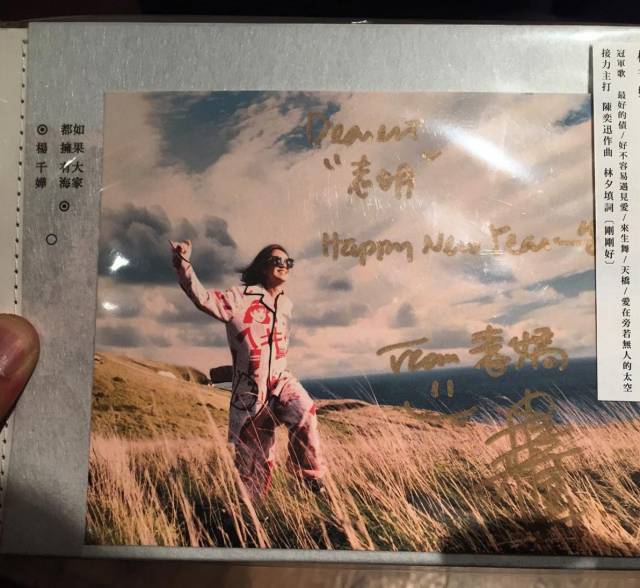 冠軍歌 最好的債/好不容易遇見愛/來生舞/天橋/愛在旁若無人的太空
接力主打 陳奕迅作曲 林夕填詞〔剛剛好〕
Dearest
"志明"
Happy New Year
From 春嬌
如果大家
都擁有海
楊千嬅